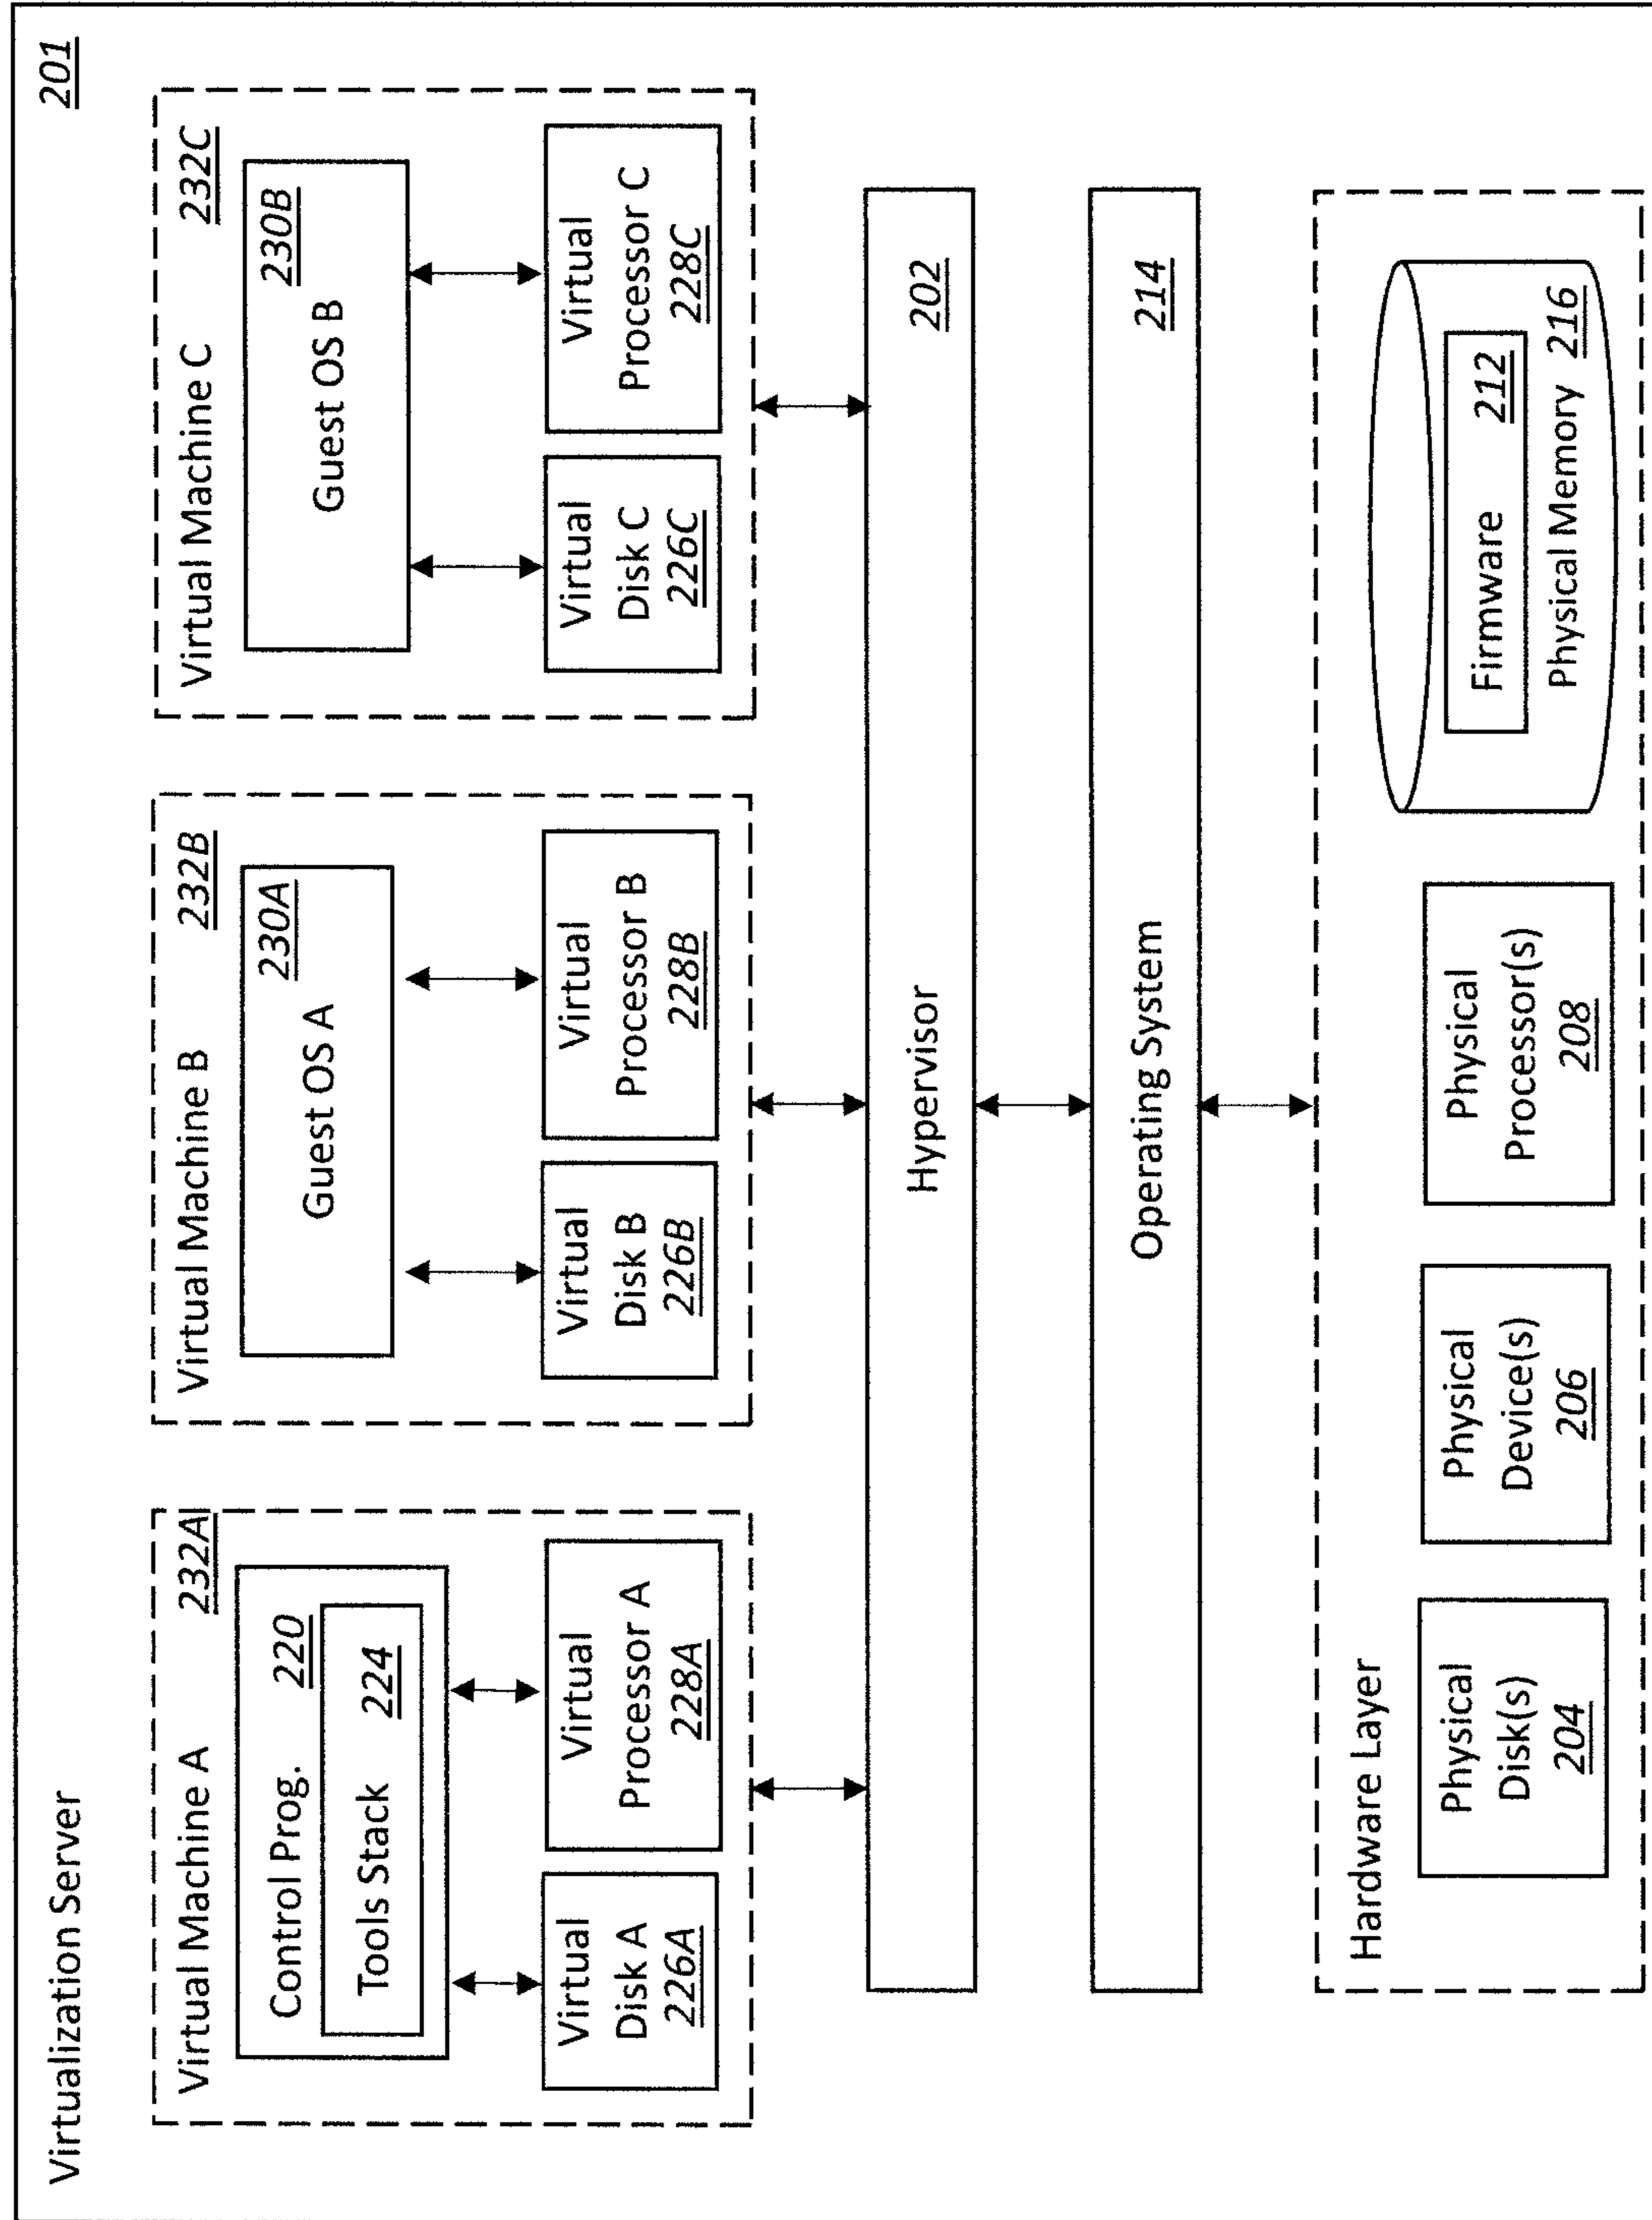 Virtualization Server
201
Virtual Machine A
232A
Control Prog.
220
Tools Stack
224
Virtual
Disk A
226A
Virtual
Processor A
228A
Virtual Machine B
232B
230A
Guest OS A
Virtual
Disk B
226B
Virtual
Processor B
228B
Virtual Machine C
232C
230B
Guest OS B
Virtual
Disk C
226C
Virtual
Processor C
228C
Hypervisor
202
Operating System
214
Hardware Layer
Physical
Disk(s)
204
Physical
Device(s)
206
Physical
Processor(s)
208
Firmware
212
Physical Memory
216